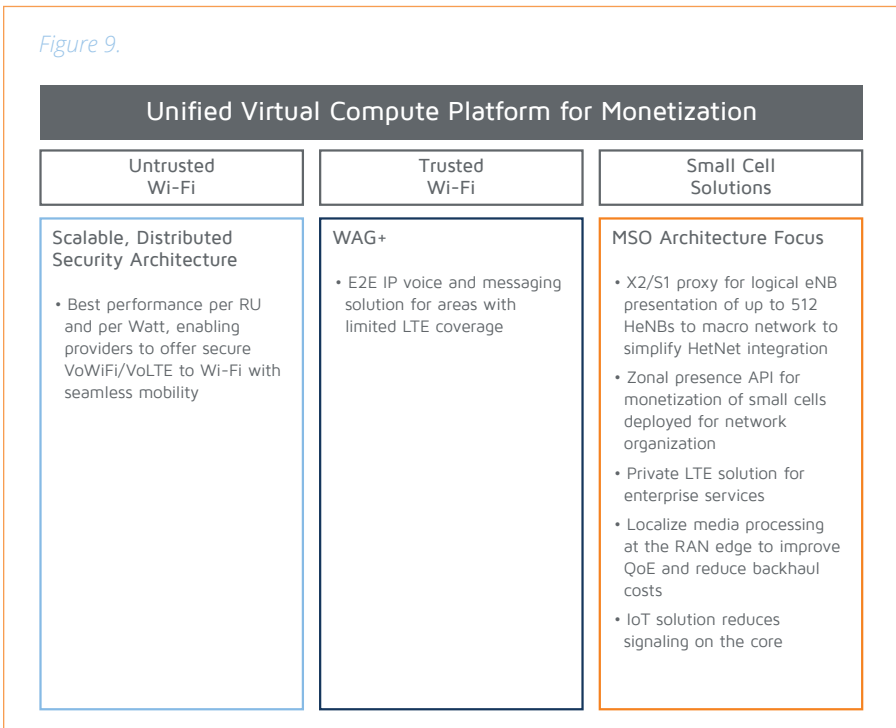 Figure 9.
Unified Virtual Compute Platform for Monetization
Untrusted
Wi-Fi
Scalable, Distributed
Security Architecture
• Best performance per RU
and per Watt, enabling
providers to offer secure
VoWiFi/VoLTE to Wi-Fi with
seamless mobility
Trusted
Wi-Fi
WAG+
• E2E IP voice and messaging
solution for areas with
limited LTE coverage
Small Cell
Solutions
MSO Architecture Focus
• X2/S1 proxy for logical eNB
presentation of up to 512
HeNBs to macro network to
simplify HetNet integration
• Zonal presence API for
monetization of small cells
deployed for network
organization
• Private LTE solution for
enterprise services
• Localize media processing
at the RAN edge to improve
QoE and reduce backhaul
costs
• IoT solution reduces
signaling on the core